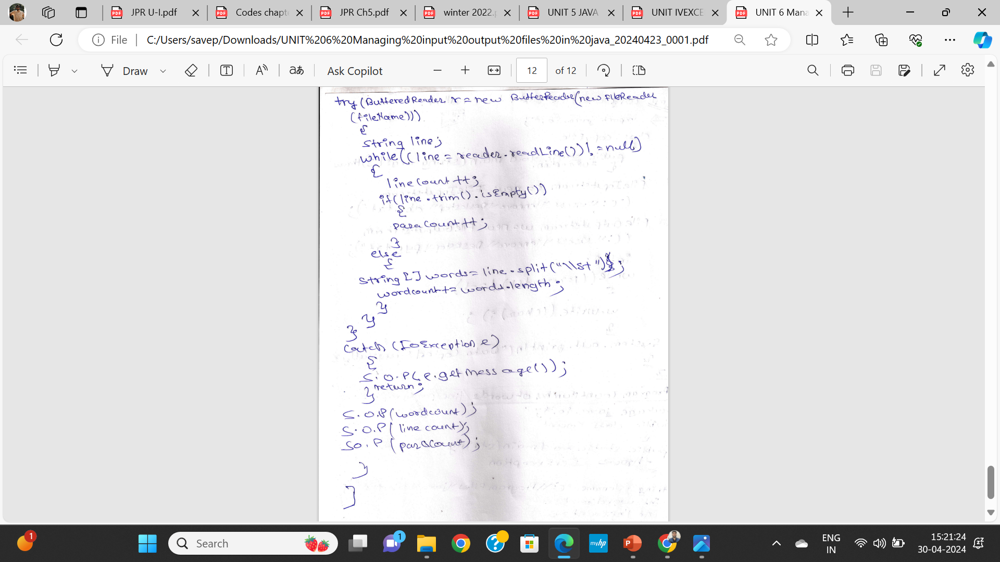 JPR U-I.pdf
Codes chapt
JPR Ch5.pdf
winter 2022.p
UNIT 5 JAVA
UNIT IVEXCE
UNIT 6 Mana
File
C:/Users/savep/Downloads/UNIT%206%20Managing%20input%20output%20files%20in%20java_20240423_0001.pdf
Draw
Ask Copilot
12
of 12
try(BufferedReader r = new BufferReader(new FileReader
(fileName)))
{
String line;
while((line = reader.readLine())!=null)
{
lineCount++;
if(line.trim().isEmpty())
{
paraCount++;
}
else
{
String[] words= line.split("\\s+");
wordcount+= words.length;
}
}
}
catch (IOException e)
{
S.O.P(e.getMessage());
return;
}
S.O.P(wordcount);
S.O.P(linecount);
SO.P(paraCount);
}
}
1
Search
1
ENG
IN
15:21:24
30-04-2024